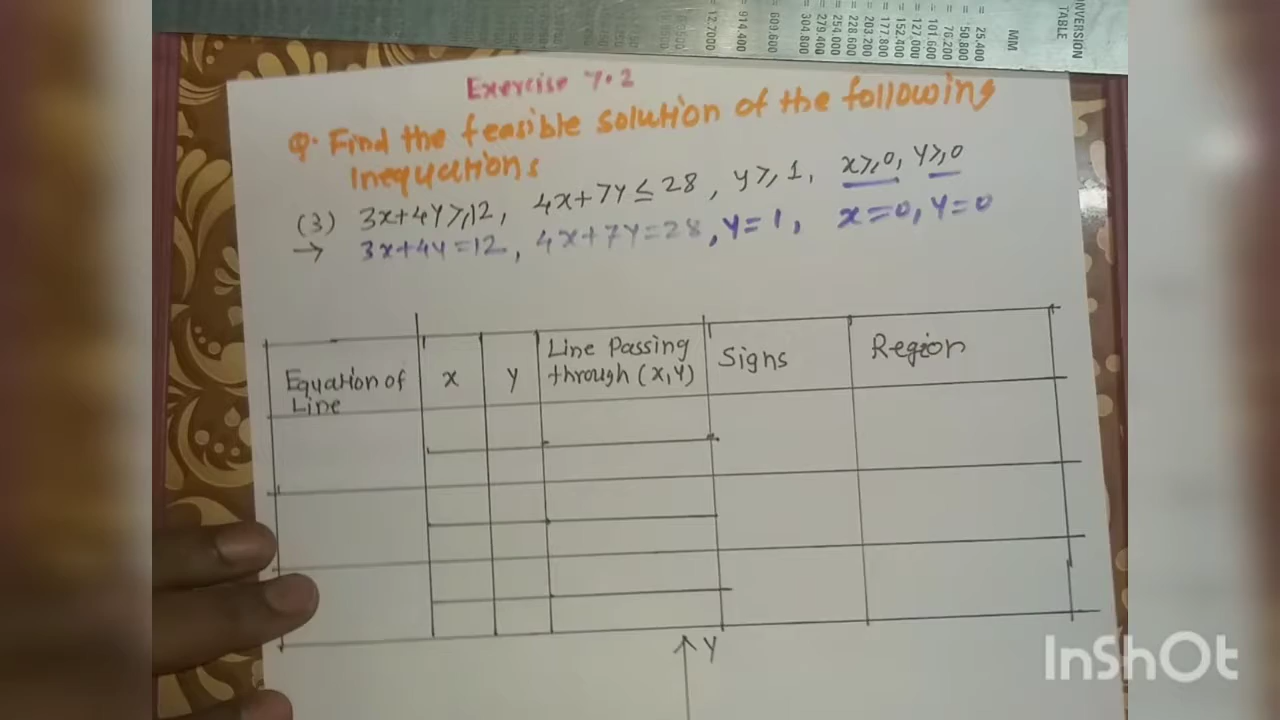 INVERSION
TABLE
MM
= 25.400
= 50.800
= 76.200
= 101.600
= 127.000
= 152.400
= 177.800
= 203.200
= 228.600
= 254.000
= 279.400
= 304.800
= 609.600
= 914.400
= 12.7000
Exercise 7.2
Q. Find the feasible solution of the following
Inequations
(3) 3x+4y≥12, 4x+7y≤28, y≥1, x≥0, y≥0
→ 3x+4y=12, 4x+7y=28, y=1, x=0, y=0
Equation of Line x y Line Passing through (x,y) Signs Region
Y
InShOt